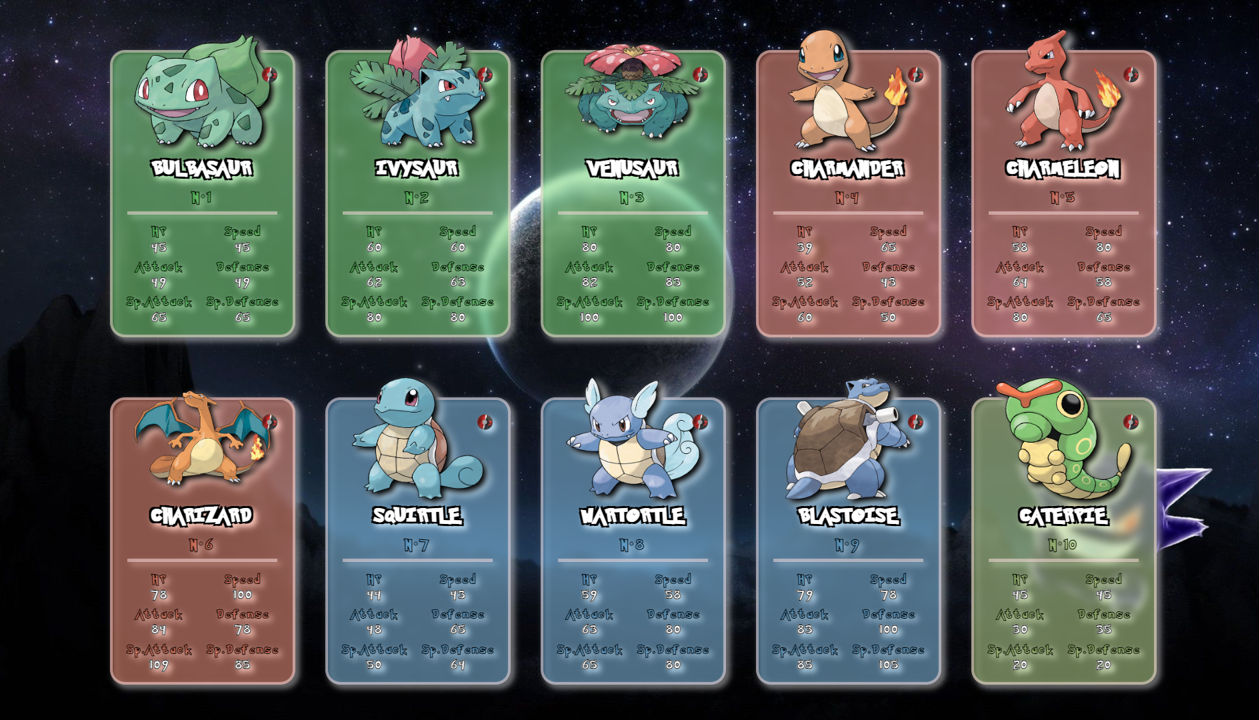 BULBASAUR
N·1
HP Speed
45 45
Attack Defense
49 49
Sp.Attack Sp.Defense
65 65
IVYSAUR
N·2
HP Speed
60 60
Attack Defense
62 63
Sp.Attack Sp.Defense
80 80
VENUSAUR
N·3
HP Speed
80 80
Attack Defense
82 83
Sp.Attack Sp.Defense
100 100
CHARMANDER
N·4
HP Speed
39 65
Attack Defense
52 43
Sp.Attack Sp.Defense
60 50
CHARMELEON
N·5
HP Speed
58 80
Attack Defense
64 58
Sp.Attack Sp.Defense
80 65
CHARIZARD
N·6
HP Speed
78 100
Attack Defense
84 78
Sp.Attack Sp.Defense
109 85
SQUIRTLE
N·7
HP Speed
44 43
Attack Defense
48 65
Sp.Attack Sp.Defense
50 64
WARTORTLE
N·8
HP Speed
59 58
Attack Defense
63 80
Sp.Attack Sp.Defense
65 80
BLASTOISE
N·9
HP Speed
79 78
Attack Defense
83 100
Sp.Attack Sp.Defense
85 105
CATERPIE
N·10
HP Speed
45 45
Attack Defense
30 35
Sp.Attack Sp.Defense
20 20